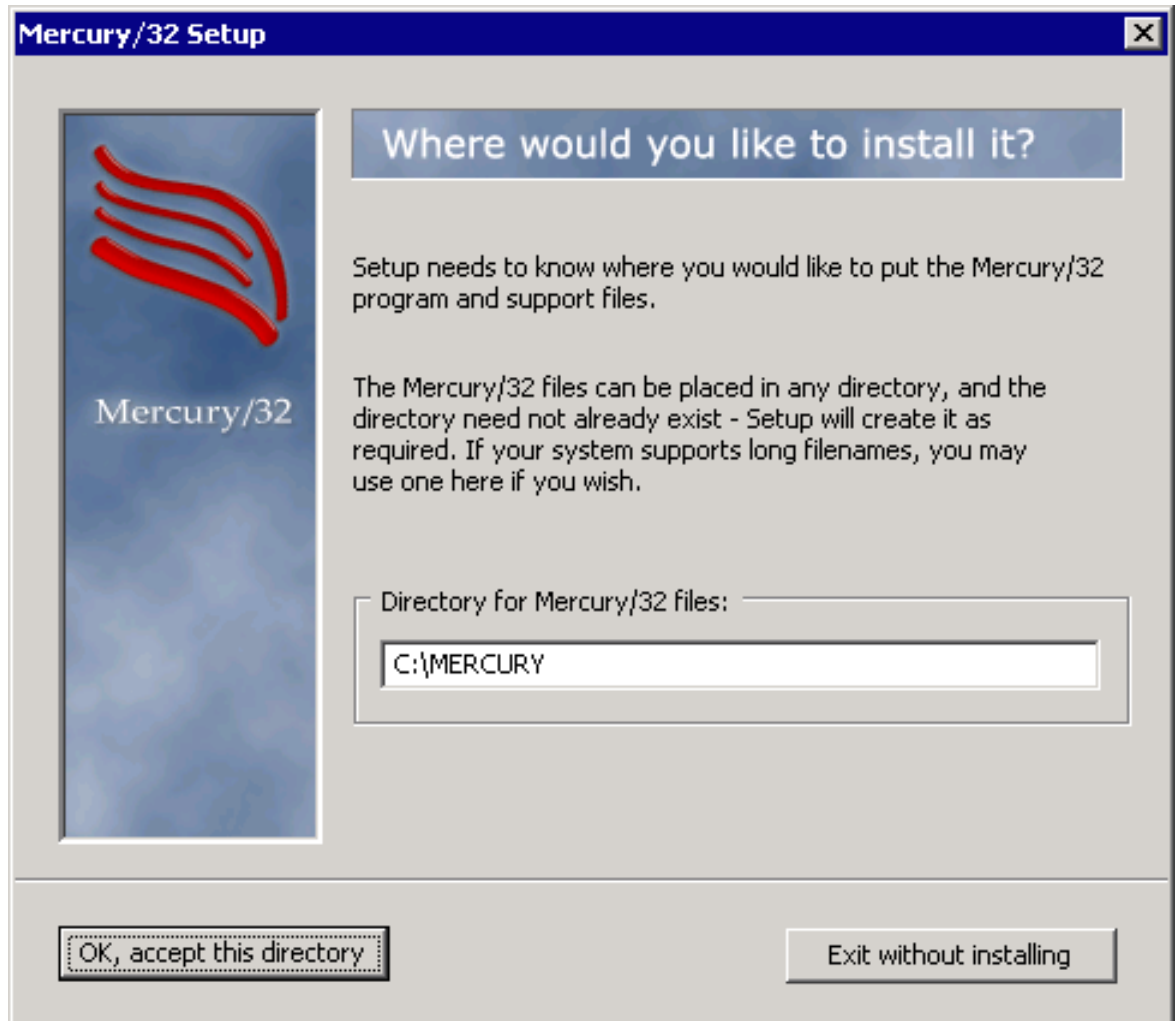 Mercury/32 Setup
Where would you like to install it?
Mercury/32
Setup needs to know where you would like to put the Mercury/32
program and support files.
The Mercury/32 files can be placed in any directory, and the
directory need not already exist - Setup will create it as
required. If your system supports long filenames, you may
use one here if you wish.
Directory for Mercury/32 files:
C:\MERCURY
OK, accept this directory
Exit without installing